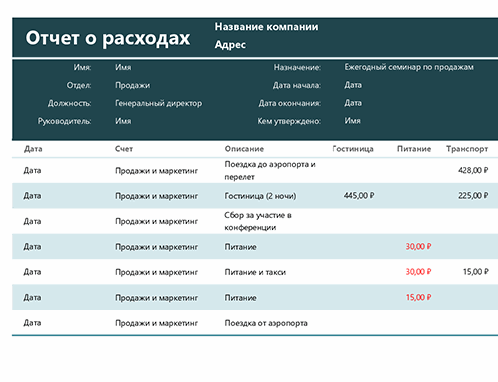 Отчет о расходах
Название компании
Адрес
Имя: Имя Назначение: Ежегодный семинар по продажам
Отдел: Продажи Дата начала: Дата
Должность: Генеральный директор Дата окончания: Дата
Руководитель: Имя Кем утверждено: Имя
Дата Счет Описание Гостиница Питание Транспорт
Дата Продажи и маркетинг Поездка до аэропорта и
перелет 428,00 ₽
Дата Продажи и маркетинг Гостиница (2 ночи) 445,00 ₽ 225,00 ₽
Дата Продажи и маркетинг Сбор за участие в
конференции
Дата Продажи и маркетинг Питание 30,00 ₽
Дата Продажи и маркетинг Питание и такси 30,00 ₽ 15,00 ₽
Дата Продажи и маркетинг Питание 15,00 ₽
Дата Продажи и маркетинг Поездка от аэропорта